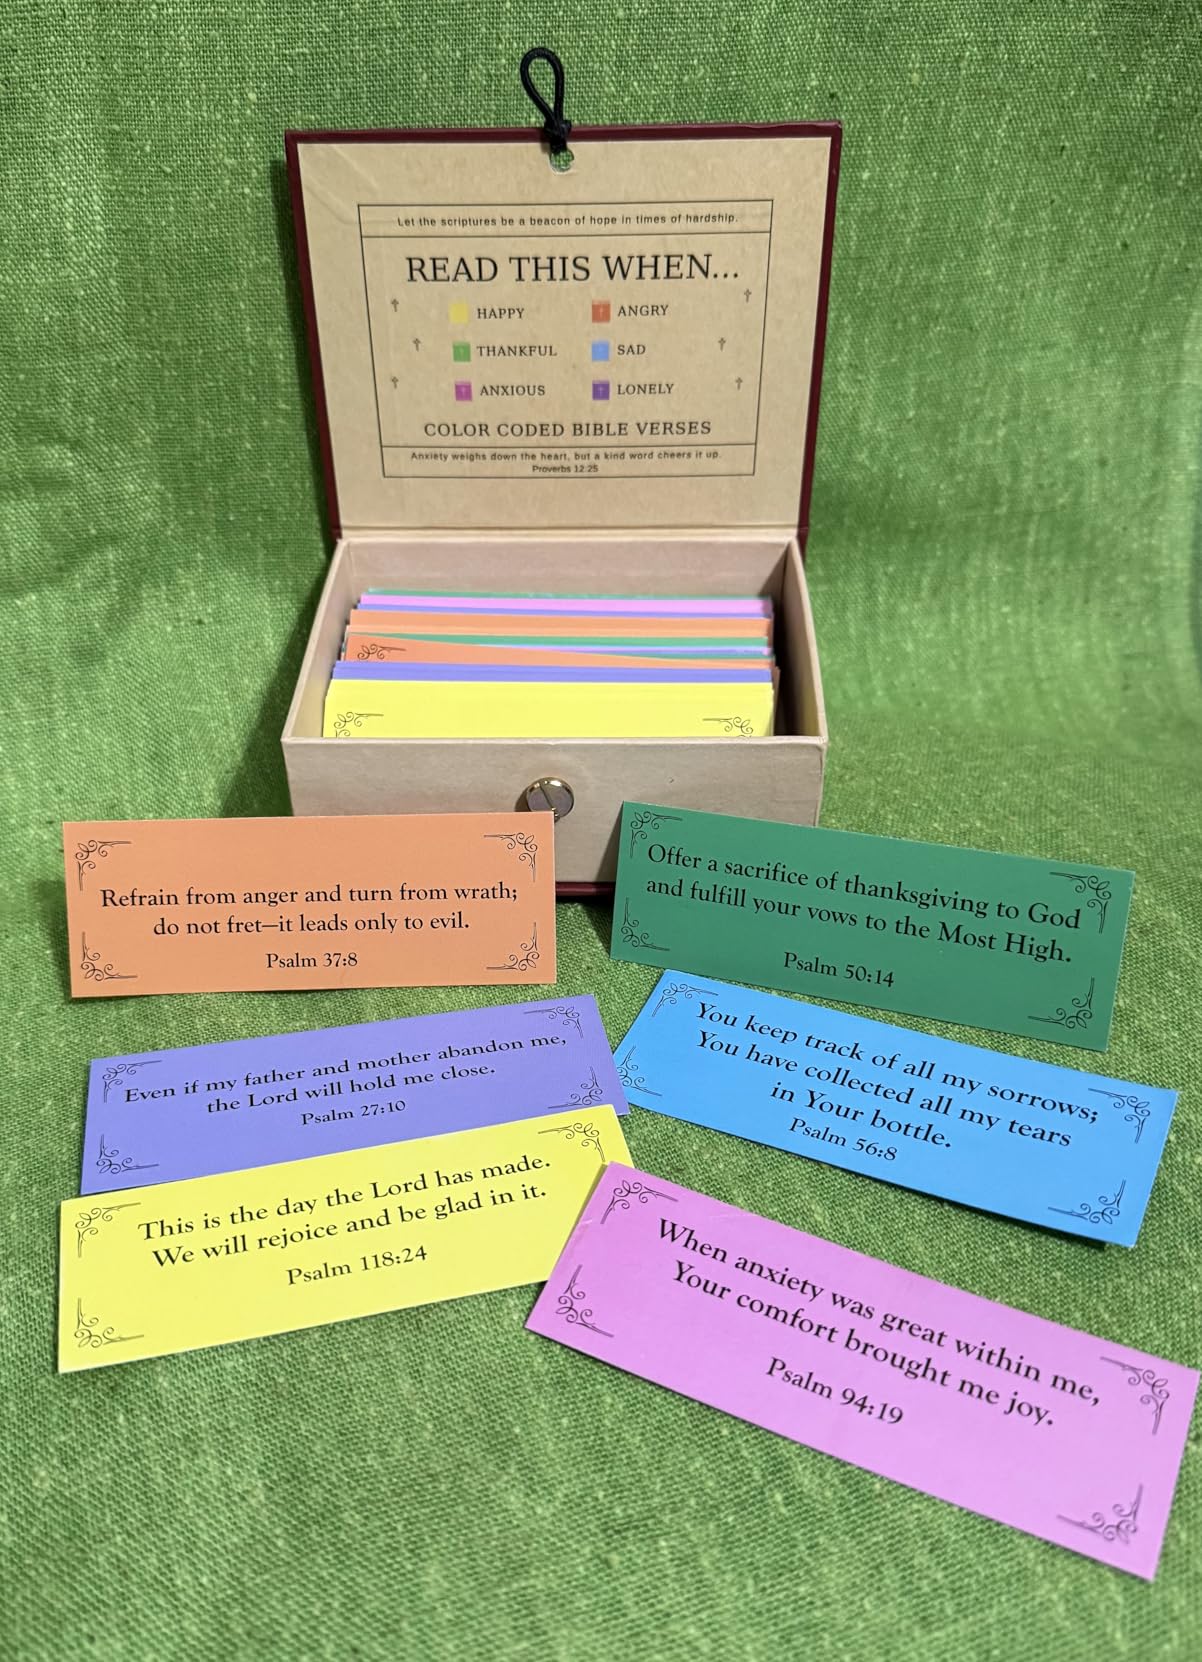 Let the scriptures be a beacon of hope in times of hardship.
READ THIS WHEN...
HAPPY
ANGRY
THANKFUL
SAD
ANXIOUS
LONELY
COLOR CODED BIBLE VERSES
Anxiety weighs down the heart, but a kind word cheers it up.
Proverbs 12:25
Refrain from anger and turn from wrath;
do not fret—it leads only to evil.
Psalm 37:8
Offer a sacrifice of thanksgiving to God
and fulfill your vows to the Most High.
Psalm 50:14
Even if my father and mother abandon me,
the Lord will hold me close.
Psalm 27:10
You keep track of all my sorrows;
You have collected all my tears
in Your bottle.
Psalm 56:8
This is the day the Lord has made.
We will rejoice and be glad in it.
Psalm 118:24
When anxiety was great within me,
Your comfort brought me joy.
Psalm 94:19